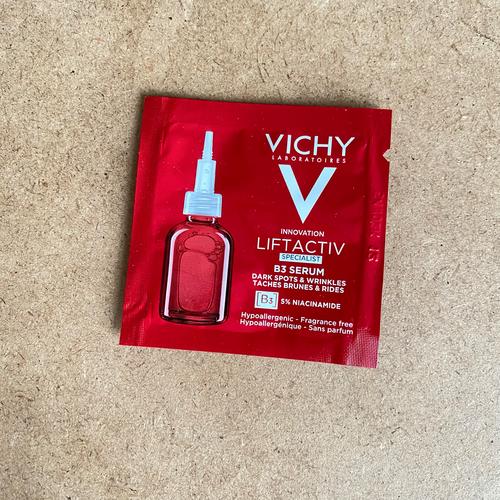 VICHY
LABORATOIRES
V
INNOVATION
LIFTACTIV
SPECIALIST
B3 SERUM
DARK SPOTS & WRINKLES
TACHES BRUNES & RIDES
[B3] 5% NIACINAMIDE
Hypoallergenic - Fragrance free
Hypoallergénique - Sans parfum